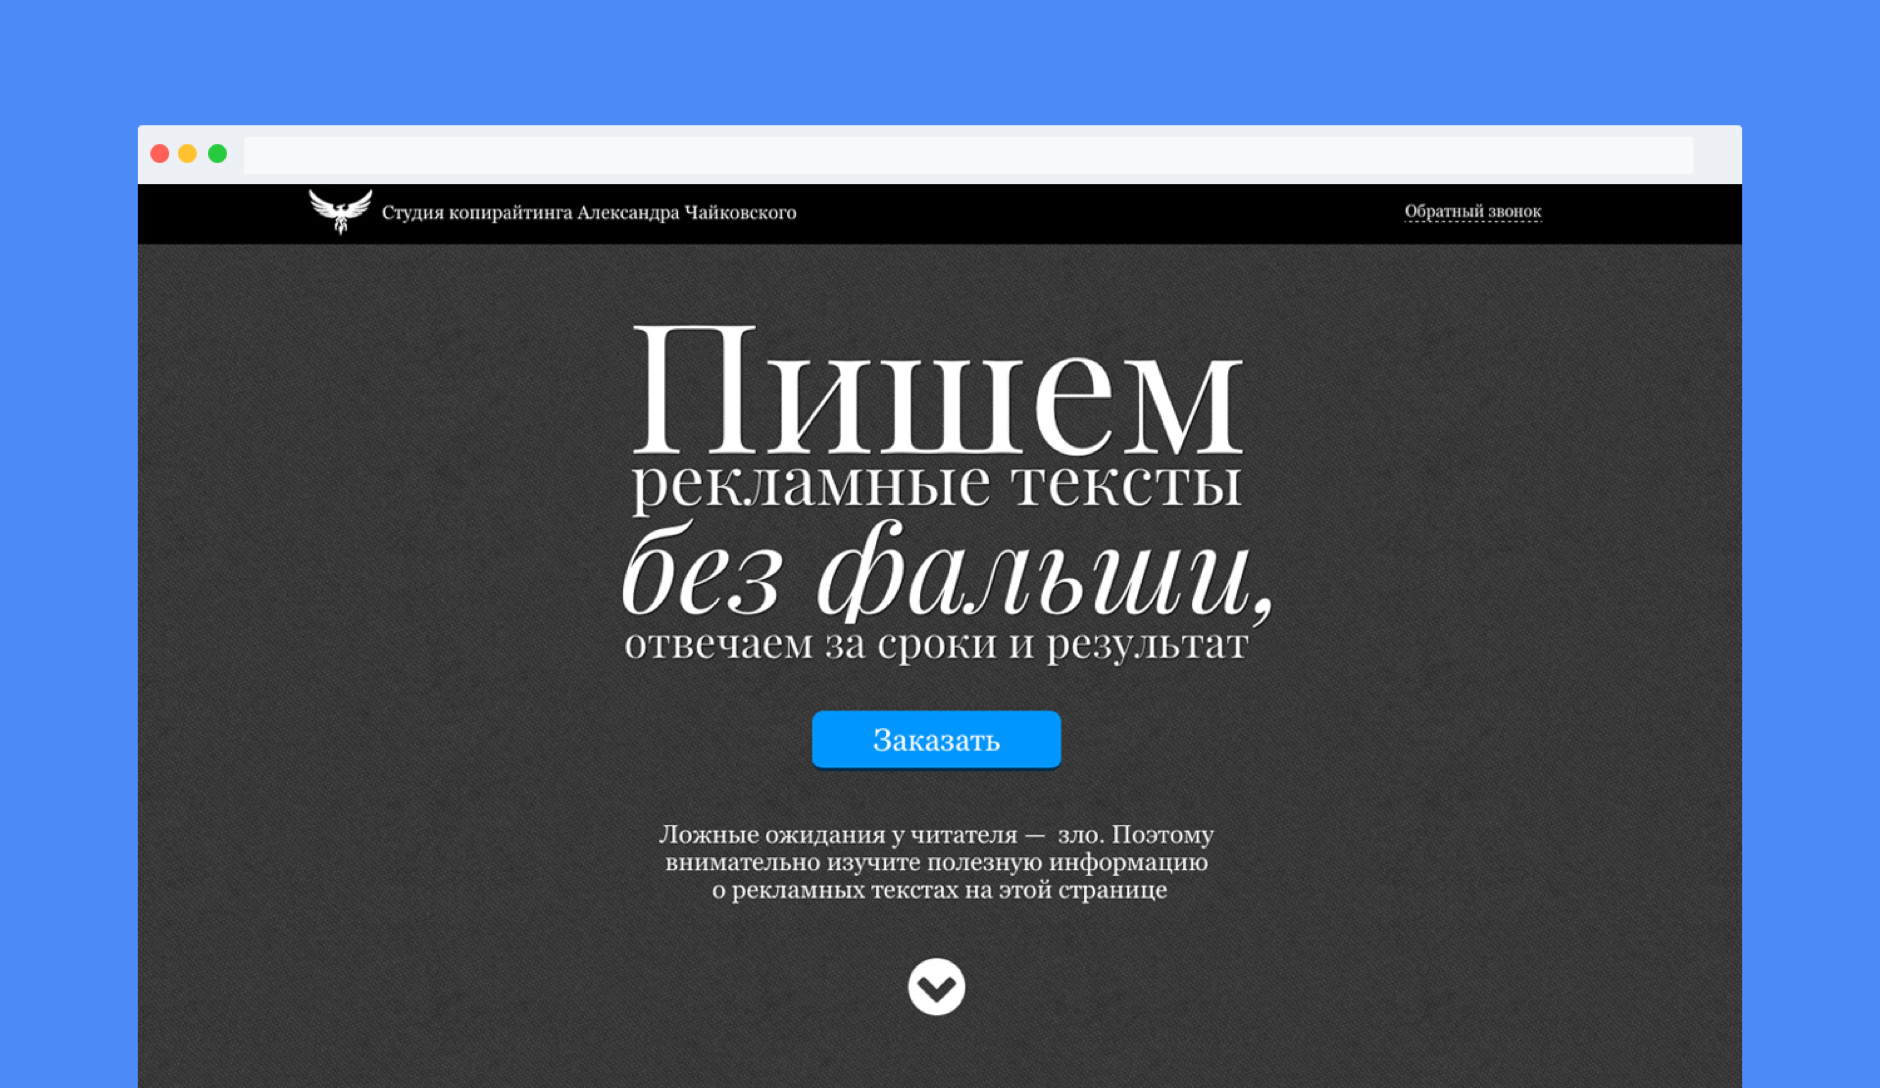 Студия копирайтинга Александра Чайковского
Обратный звонок
Пишем
рекламные тексты
без фальши,
отвечаем за сроки и результат
Заказать
Ложные ожидания у читателя — зло. Поэтому
внимательно изучите полезную информацию
о рекламных текстах на этой странице